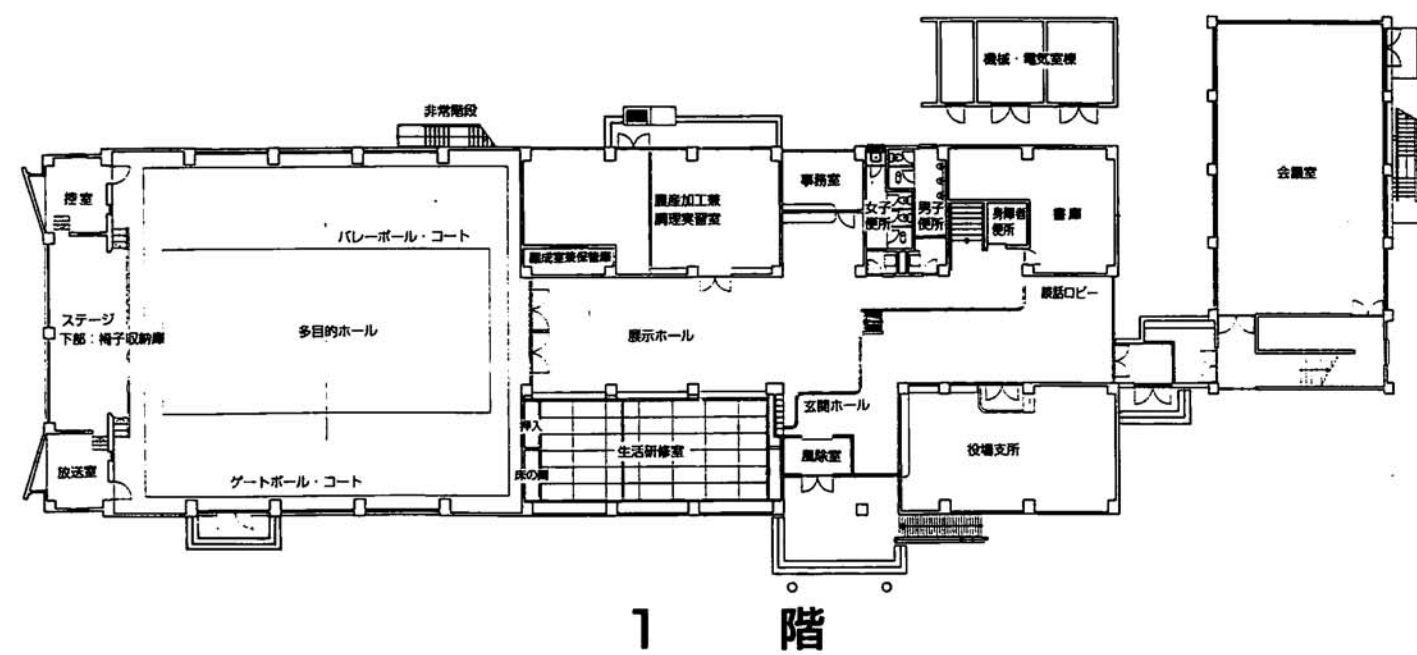 機械・電気室棟
非常階段
会議室
控室
農産加工兼
調理実習室
事務室
女子
便所
男子
便所
身障者
便所
書庫
バレーボール・コート
醸成室兼保管庫
談話ロビー
ステージ
下部:椅子収納庫
多目的ホール
展示ホール
玄関ホール
押入
生活研修室
役場支所
風除室
放送室
床の間
ゲートボール・コート
1 階